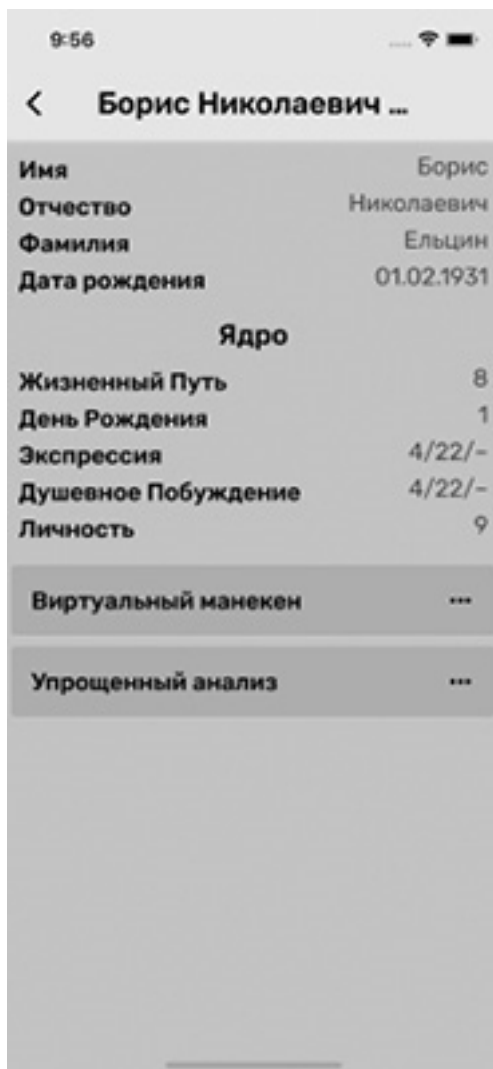 9:56
Борис Николаевич ...
Имя Борис
Отчество Николаевич
Фамилия Ельцин
Дата рождения 01.02.1931
Ядро
Жизненный Путь 8
День Рождения 1
Экспрессия 4/22/-
Душевное Побуждение 4/22/-
Личность 9
Виртуальный манекен ...
Упрощенный анализ ...